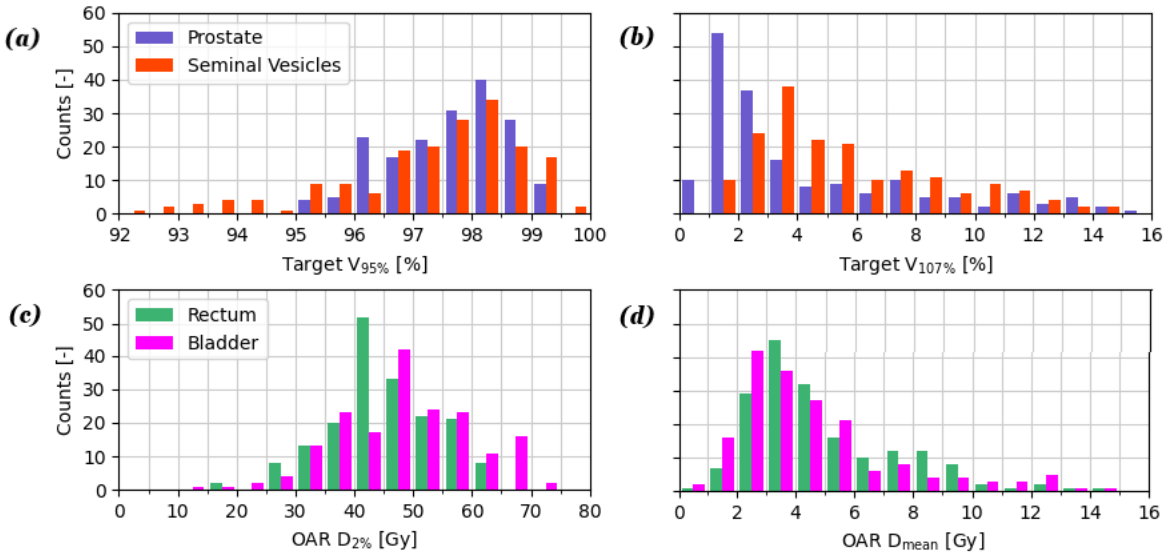 (a)
60
50
40
30
20
10
0
Counts [-]
Prostate
Seminal Vesicles
92 93 94 95 96 97 98 99 100
Target V95% [%]
(b)
0 2 4 6 8 10 12 14 16
Target V107% [%]
(c)
60
50
40
30
20
10
0
Counts [-]
Rectum
Bladder
0 10 20 30 40 50 60 70 80
OAR D2% [Gy]
(d)
0 2 4 6 8 10 12 14 16
OAR Dmean [Gy]